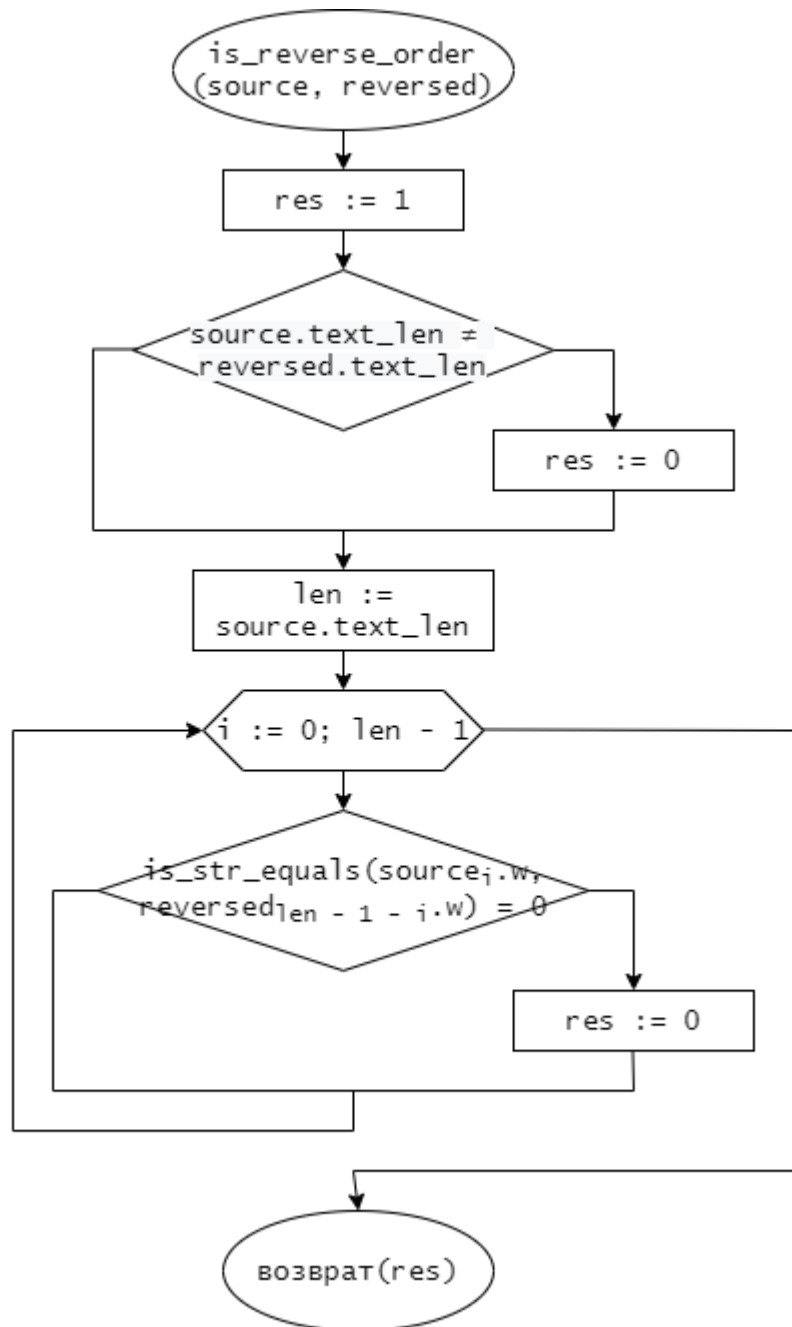 is_reverse_order
(source, reversed)
res := 1
source.text_len ≠
reversed.text_len
res := 0
len :=
source.text_len
i := 0; len - 1
is_str_equals(sourceᵢ.w,
reversedₗₑₙ ₋ ₁ ₋ ᵢ.w) = 0
res := 0
возврат(res)